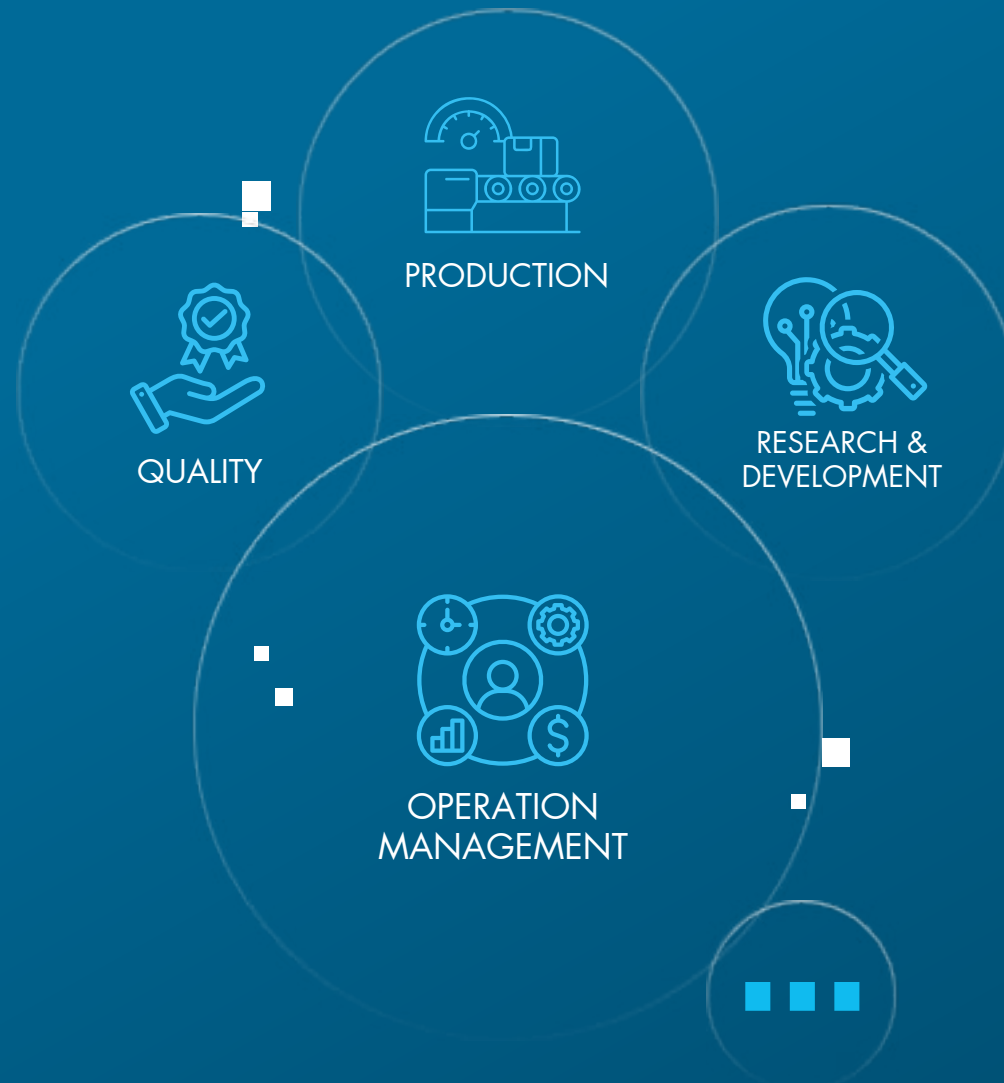 PRODUCTION
QUALITY
RESEARCH &
DEVELOPMENT
OPERATION
MANAGEMENT